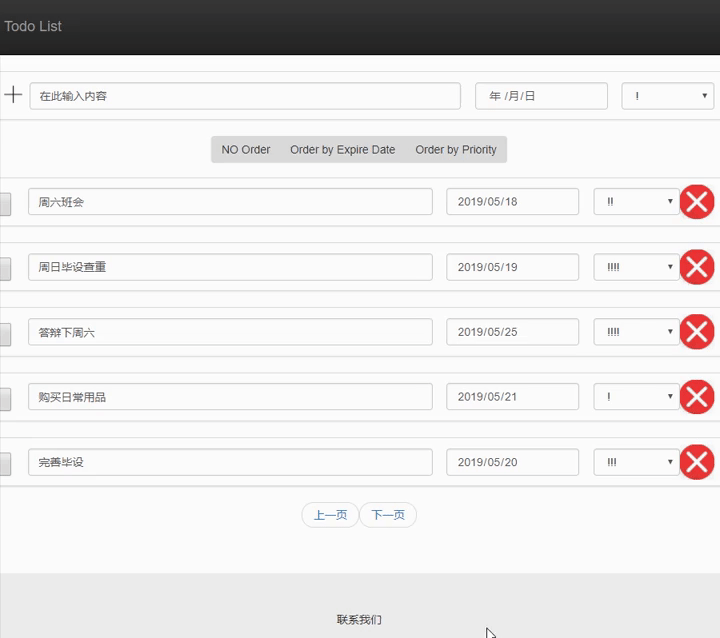 Todo List
在此输入内容 年 /月/日 !
NO Order Order by Expire Date Order by Priority
周六班会 2019/05/18 !!
周日毕设查重 2019/05/19 !!!!
答辩下周六 2019/05/25 !!!!
购买日常用品 2019/05/21 !
完善毕设 2019/05/20 !!!
上一页 下一页
联系我们